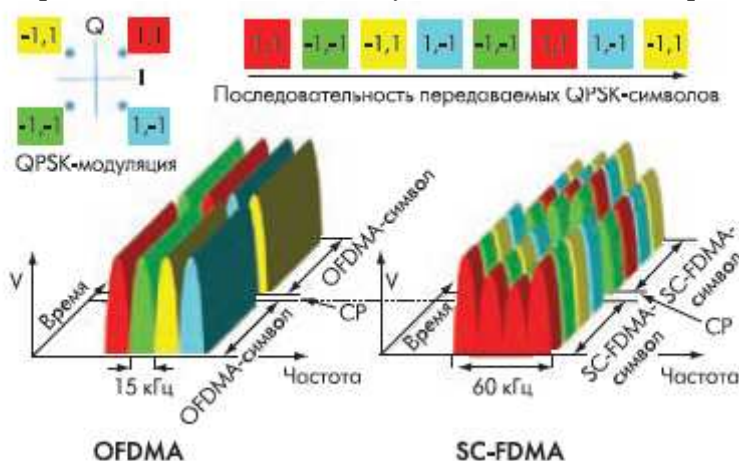 -1,1 Q 1,1
I
-1,-1 1,-1
QPSK-модуляция
1,1 -1,-1 -1,1 1,-1 -1,-1 1,1 1,-1 -1,1
Последовательность передаваемых QPSK-символов
V
Время
OFDMA-символ
CP
OFDMA-символ
15 кГц
Частота
OFDMA
V
Время
SC-FDMA-символ
CP
SC-FDMA-символ
60 кГц
Частота
SC-FDMA